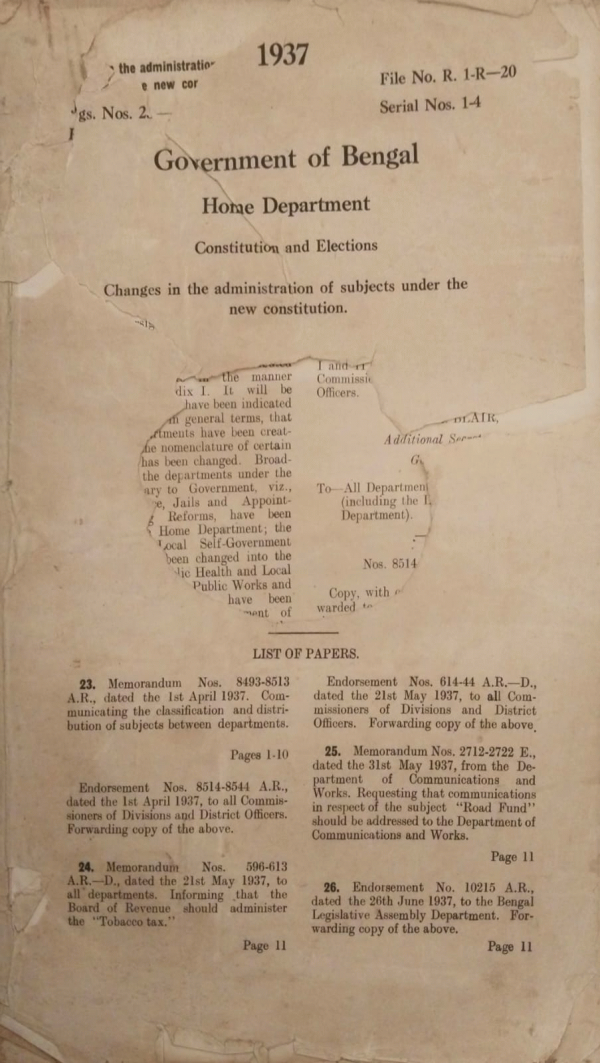 1937
the administration
new
File No. R. 1-R—20
gs. Nos. 2.
Serial Nos. 1-4
Government of Bengal
Home Department
Constitution and Elections
Changes in the administration of subjects under the
new constitution.
the manner
dix I. It will be
have been indicated
general terms, that
tments have been creat-
nomenclature of certain
has been changed. Broad-
the departments under the
ary to Government, viz.,
e, Jails and Appoint-
Reforms, have been
Home Department; the
Local Self-Government
been changed into the
lic Health and Local
Public Works and
have been
ment of
and
Commissi
Officers.
LAIR,
Additional
To—All Department
(including the
Department).
Nos. 8514
Copy, with
warded
LIST OF PAPERS.
23. Memorandum Nos. 8493-8513
A.R., dated the 1st April 1937. Com-
municating the classification and distri-
bution of subjects between departments.
Pages 1-10
Endorsement Nos. 8514-8544 A.R.,
dated the 1st April 1937, to all Commis-
sioners of Divisions and District Officers.
Forwarding copy of the above.
24. Memorandum Nos. 596-613
A.R.—D., dated the 21st May 1937, to
all departments. Informing that the
Board of Revenue should administer
the "Tobacco tax."
Page 11
Endorsement Nos. 614-44 A.R.—D.,
dated the 21st May 1937, to all Com-
missioners of Divisions and District
Officers. Forwarding copy of the above.
25. Memorandum Nos. 2712-2722 E.,
dated the 31st May 1937, from the De-
partment of Communications and
Works. Requesting that communications
in respect of the subject "Road Fund"
should be addressed to the Department of
Communications and Works.
Page 11
26. Endorsement No. 10215 A.R.,
dated the 26th June 1937, to the Bengal
Legislative Assembly Department. For-
warding copy of the above.
Page 11